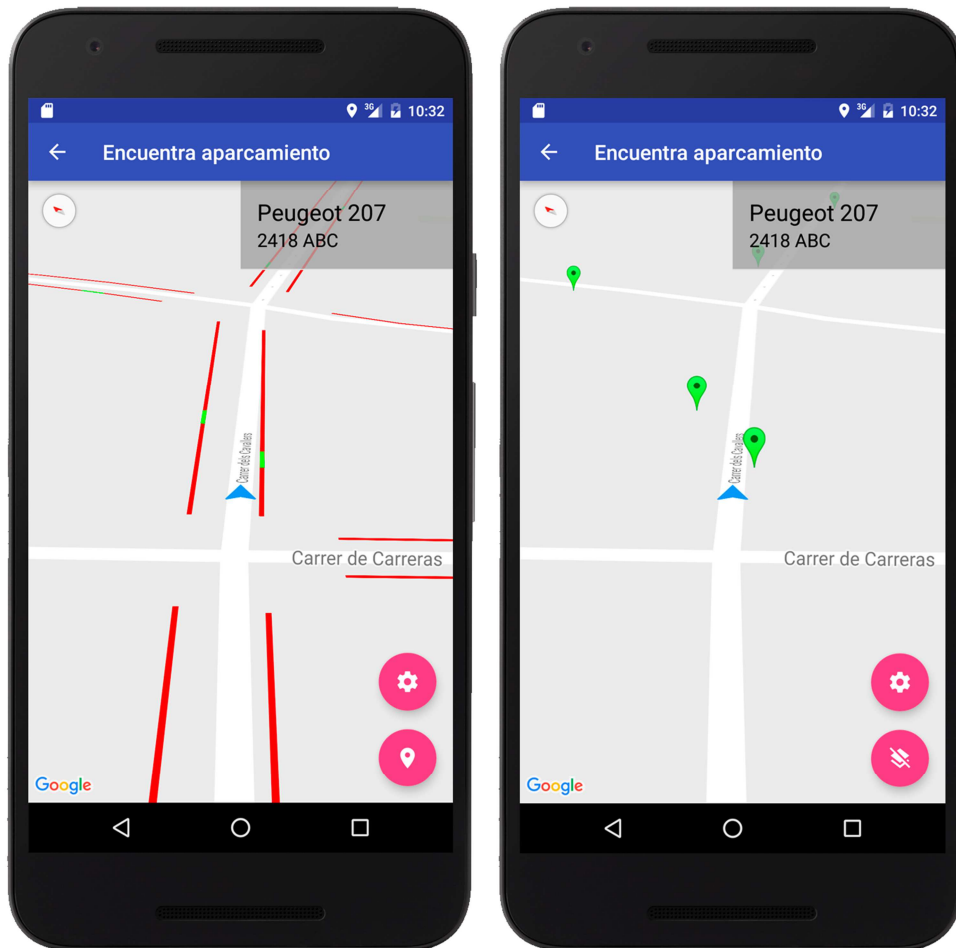 3G
10:32
Encuentra aparcamiento
Peugeot 207
2418 ABC
Carrer dels Cavallers
Carrer de Carreras
Google
3G
10:32
Encuentra aparcamiento
Peugeot 207
2418 ABC
Carrer dels Cavallers
Carrer de Carreras
Google